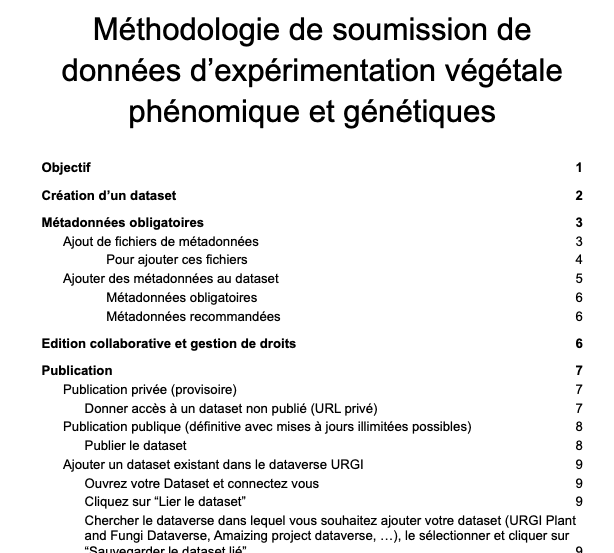 Méthodologie de soumission de
données d’expérimentation végétale
phénomique et génétiques
Objectif 1
Création d’un dataset 2
Métadonnées obligatoires 3
Ajout de fichiers de métadonnées 3
Pour ajouter ces fichiers 4
Ajouter des métadonnées au dataset 5
Métadonnées obligatoires 6
Métadonnées recommandées 6
Edition collaborative et gestion de droits 6
Publication 7
Publication privée (provisoire) 7
Donner accès à un dataset non publié (URL privé) 7
Publication publique (définitive avec mises à jours illimitées possibles) 8
Publier le dataset 8
Ajouter un dataset existant dans le dataverse URGI 9
Ouvrez votre Dataset et connectez vous 9
Cliquez sur “Lier le dataset” 9
Chercher le dataverse dans lequel vous souhaitez ajouter votre dataset (URGI Plant
and Fungi Dataverse, Amaizing project dataverse, …), le sélectionner et cliquer sur
“Sauvegarder le dataset lié” 9